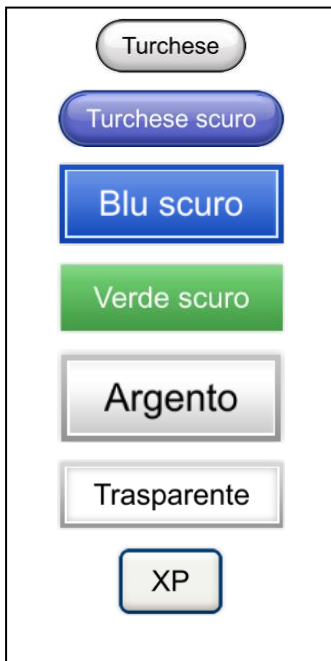 Turchese
Turchese scuro
Blu scuro
Verde scuro
Argento
Trasparente
XP